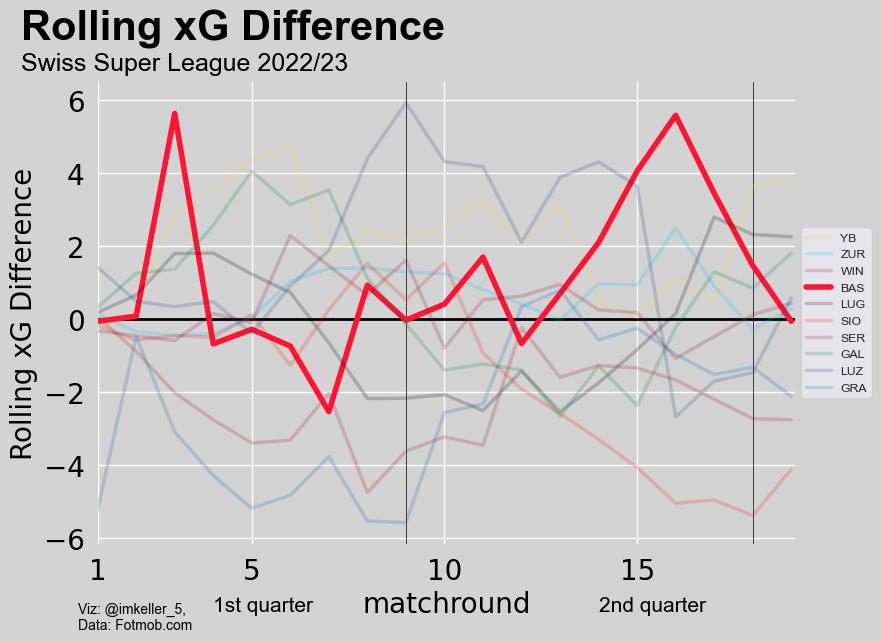 Rolling xG Difference
Swiss Super League 2022/23
Rolling xG Difference
6
4
2
0
−2
−4
−6
1
5
10
15
YB
ZUR
WIN
BAS
LUG
SIO
SER
GAL
LUZ
GRA
1st quarter
matchround
2nd quarter
Viz: @imkeller_5,
Data: Fotmob.com